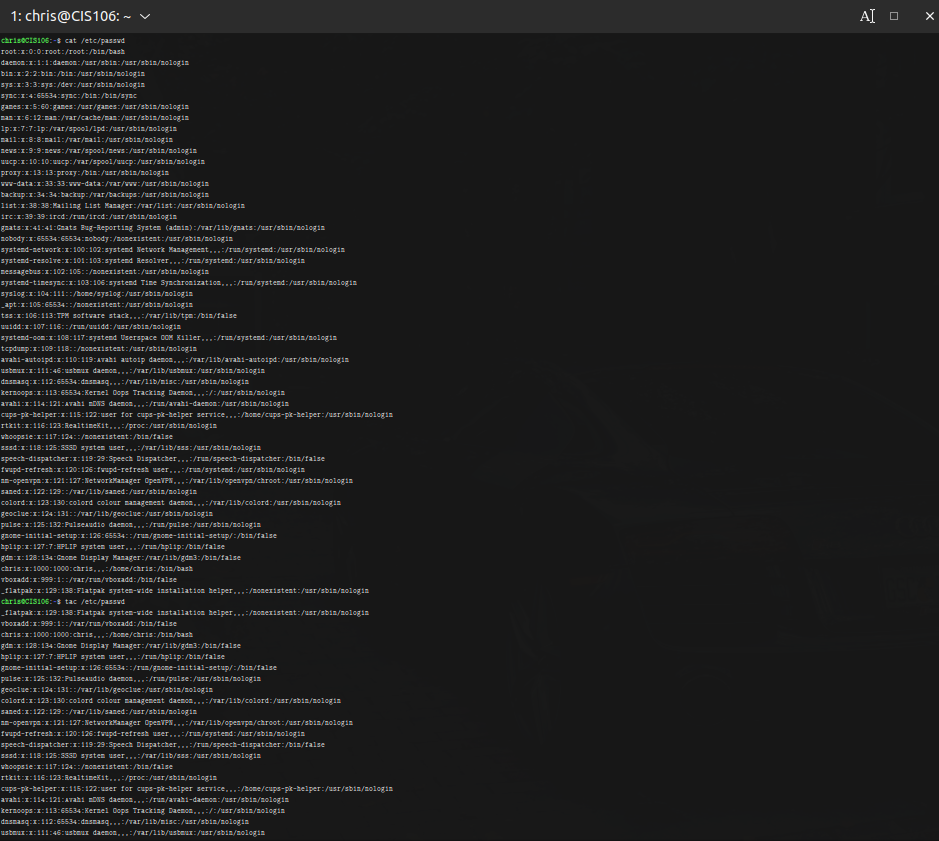 1: chris@CIS106: ~
chris@CIS106:~$ cat /etc/passwd
root:x:0:0:root:/root:/bin/bash
daemon:x:1:1:daemon:/usr/sbin:/usr/sbin/nologin
bin:x:2:2:bin:/bin:/usr/sbin/nologin
sys:x:3:3:sys:/dev:/usr/sbin/nologin
sync:x:4:65534:sync:/bin:/bin/sync
games:x:5:60:games:/usr/games:/usr/sbin/nologin
man:x:6:12:man:/var/cache/man:/usr/sbin/nologin
lp:x:7:7:lp:/var/spool/lpd:/usr/sbin/nologin
mail:x:8:8:mail:/var/mail:/usr/sbin/nologin
news:x:9:9:news:/var/spool/news:/usr/sbin/nologin
uucp:x:10:10:uucp:/var/spool/uucp:/usr/sbin/nologin
proxy:x:13:13:proxy:/bin:/usr/sbin/nologin
www-data:x:33:33:www-data:/var/www:/usr/sbin/nologin
backup:x:34:34:backup:/var/backups:/usr/sbin/nologin
list:x:38:38:Mailing List Manager:/var/list:/usr/sbin/nologin
irc:x:39:39:ircd:/run/ircd:/usr/sbin/nologin
gnats:x:41:41:Gnats Bug-Reporting System (admin):/var/lib/gnats:/usr/sbin/nologin
nobody:x:65534:65534:nobody:/nonexistent:/usr/sbin/nologin
systemd-network:x:100:102:systemd Network Management,,,:/run/systemd:/usr/sbin/nologin
systemd-resolve:x:101:103:systemd Resolver,,,:/run/systemd:/usr/sbin/nologin
messagebus:x:102:105::/nonexistent:/usr/sbin/nologin
systemd-timesync:x:103:106:systemd Time Synchronization,,,:/run/systemd:/usr/sbin/nologin
syslog:x:104:111::/home/syslog:/usr/sbin/nologin
_apt:x:105:65534::/nonexistent:/usr/sbin/nologin
tss:x:106:113:TPM software stack,,,:/var/lib/tpm:/bin/false
uuidd:x:107:116::/run/uuidd:/usr/sbin/nologin
systemd-oom:x:108:117:systemd Userspace OOM Killer,,,:/run/systemd:/usr/sbin/nologin
tcpdump:x:109:118::/nonexistent:/usr/sbin/nologin
avahi-autoipd:x:110:119:Avahi autoip daemon,,,:/var/lib/avahi-autoipd:/usr/sbin/nologin
usbmux:x:111:46:usbmux daemon,,,:/var/lib/usbmux:/usr/sbin/nologin
dnsmasq:x:112:65534:dnsmasq,,,:/var/lib/misc:/usr/sbin/nologin
kernoops:x:113:65534:Kernel Oops Tracking Daemon,,,:/:/usr/sbin/nologin
avahi:x:114:121:Avahi mDNS daemon,,,:/run/avahi-daemon:/usr/sbin/nologin
cups-pk-helper:x:115:122:user for cups-pk-helper service,,,:/home/cups-pk-helper:/usr/sbin/nologin
rtkit:x:116:123:RealtimeKit,,,:/proc:/usr/sbin/nologin
whoopsie:x:117:124::/nonexistent:/bin/false
sssd:x:118:125:SSSD system user,,,:/var/lib/sss:/usr/sbin/nologin
speech-dispatcher:x:119:29:Speech Dispatcher,,,:/run/speech-dispatcher:/bin/false
fwupd-refresh:x:120:126:fwupd-refresh user,,,:/run/systemd:/usr/sbin/nologin
nm-openvpn:x:121:127:NetworkManager OpenVPN,,,:/var/lib/openvpn/chroot:/usr/sbin/nologin
saned:x:122:129::/var/lib/saned:/usr/sbin/nologin
colord:x:123:130:colord colour management daemon,,,:/var/lib/colord:/usr/sbin/nologin
geoclue:x:124:131::/var/lib/geoclue:/usr/sbin/nologin
pulse:x:125:132:PulseAudio daemon,,,:/run/pulse:/usr/sbin/nologin
gnome-initial-setup:x:126:65534::/run/gnome-initial-setup/:/bin/false
hplip:x:127:7:HPLIP system user,,,:/run/hplip:/bin/false
gdm:x:128:134:Gnome Display Manager:/var/lib/gdm3:/bin/false
chris:x:1000:1000:chris,,,:/home/chris:/bin/bash
vboxadd:x:999:1::/var/run/vboxadd:/bin/false
_flatpak:x:129:138:Flatpak system-wide installation helper,,,:/nonexistent:/usr/sbin/nologin
chris@CIS106:~$ tac /etc/passwd
_flatpak:x:129:138:Flatpak system-wide installation helper,,,:/nonexistent:/usr/sbin/nologin
vboxadd:x:999:1::/var/run/vboxadd:/bin/false
chris:x:1000:1000:chris,,,:/home/chris:/bin/bash
gdm:x:128:134:Gnome Display Manager:/var/lib/gdm3:/bin/false
hplip:x:127:7:HPLIP system user,,,:/run/hplip:/bin/false
gnome-initial-setup:x:126:65534::/run/gnome-initial-setup/:/bin/false
pulse:x:125:132:PulseAudio daemon,,,:/run/pulse:/usr/sbin/nologin
geoclue:x:124:131::/var/lib/geoclue:/usr/sbin/nologin
colord:x:123:130:colord colour management daemon,,,:/var/lib/colord:/usr/sbin/nologin
saned:x:122:129::/var/lib/saned:/usr/sbin/nologin
nm-openvpn:x:121:127:NetworkManager OpenVPN,,,:/var/lib/openvpn/chroot:/usr/sbin/nologin
fwupd-refresh:x:120:126:fwupd-refresh user,,,:/run/systemd:/usr/sbin/nologin
speech-dispatcher:x:119:29:Speech Dispatcher,,,:/run/speech-dispatcher:/bin/false
sssd:x:118:125:SSSD system user,,,:/var/lib/sss:/usr/sbin/nologin
whoopsie:x:117:124::/nonexistent:/bin/false
rtkit:x:116:123:RealtimeKit,,,:/proc:/usr/sbin/nologin
cups-pk-helper:x:115:122:user for cups-pk-helper service,,,:/home/cups-pk-helper:/usr/sbin/nologin
avahi:x:114:121:Avahi mDNS daemon,,,:/run/avahi-daemon:/usr/sbin/nologin
kernoops:x:113:65534:Kernel Oops Tracking Daemon,,,:/:/usr/sbin/nologin
dnsmasq:x:112:65534:dnsmasq,,,:/var/lib/misc:/usr/sbin/nologin
usbmux:x:111:46:usbmux daemon,,,:/var/lib/usbmux:/usr/sbin/nologin